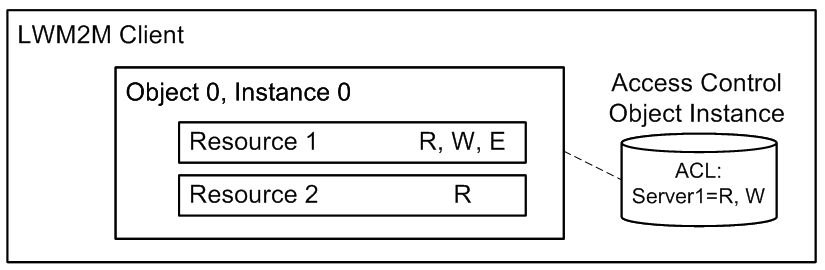 LWM2M Client
Object 0, Instance 0
Resource 1 R, W, E
Resource 2 R
Access Control
Object Instance
ACL:
Server1=R, W